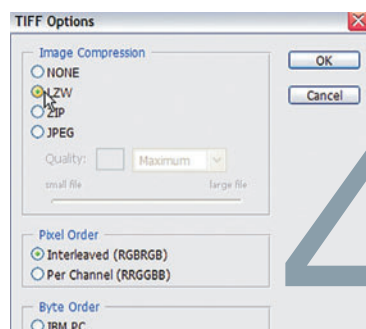 TIFF Options
Image Compression
NONE
LZW
ZIP
JPEG
Quality: Maximum
small file large file
OK
Cancel
4
Pixel Order
Interleaved (RGBRGB)
Per Channel (RRGGBB)
Byte Order
IBM PC